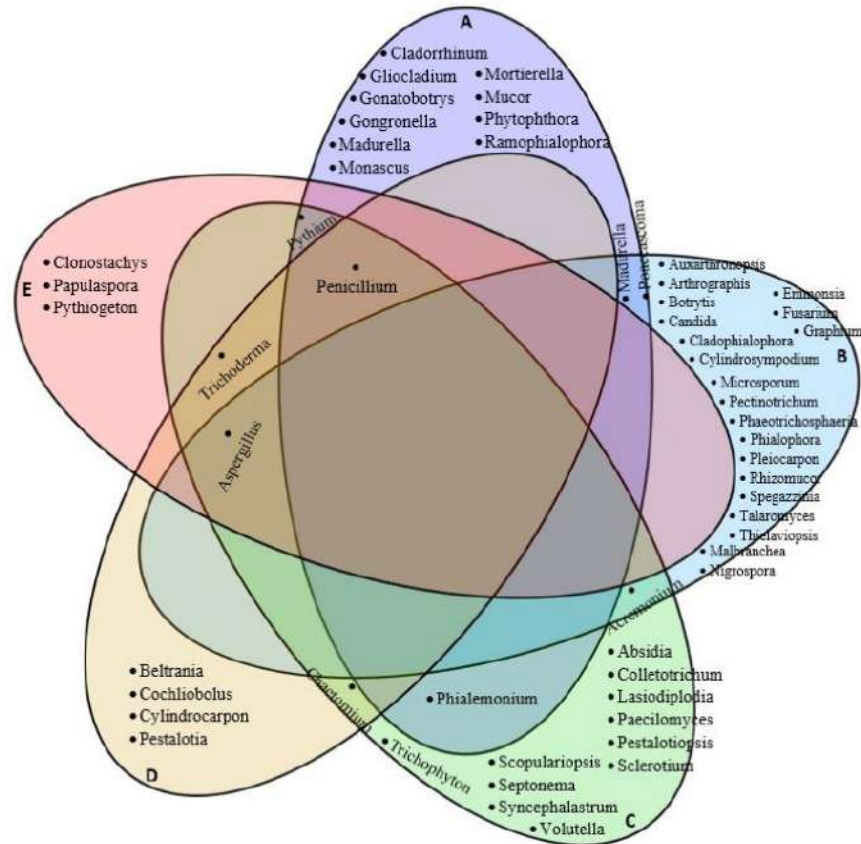 A
• Cladorrhinum
• Gliocladium
• Gonatobotrys
• Gongronella
• Madurella
• Monascus
• Mortierella
• Mucor
• Phytophthora
• Ramophialophora
E
• Clonostachys
• Papulaspora
• Pythiogeton
• Pythium
• Penicillium
• Trichoderma
• Aspergillus
• Madurella
• Auxartaronopsis
• Arthrographis
• Botrytis
• Candida
• Cladophialophora
• Cylindrosympodium
• Emmonsia
• Fusarium
• Graphium
B
• Microsporum
• Pectinotrichum
• Phaeotrichosphaeria
• Phialophora
• Pleiocarpon
• Rhizomucor
• Spegazzinia
• Talaromyces
• Thielaviopsis
• Malbranchea
• Nigrospora
• Acremonium
• Beltrania
• Cochliobolus
• Cylindrocarpon
• Pestalotia
D
• Chaetomium
• Phialemonium
• Trichophyton
• Absidia
• Colletotrichum
• Lasiodiplodia
• Paecilomyces
• Pestalotiopsis
• Sclerotium
• Scopulariopsis
• Septonema
• Syncephalastrum
• Volutella
C